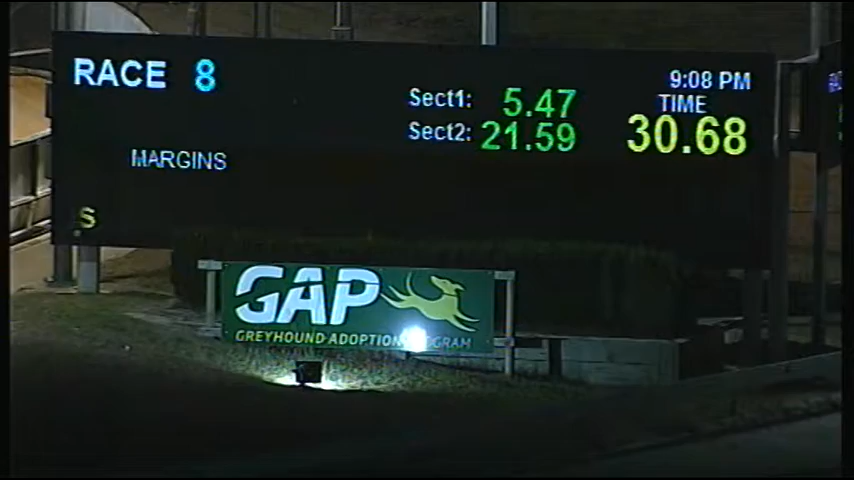 RACE 8
9:08 PM
Sect1: 5.47
TIME
Sect2: 21.59
30.68
MARGINS
S
GAP
GREYHOUND ADOPTION PROGRAM